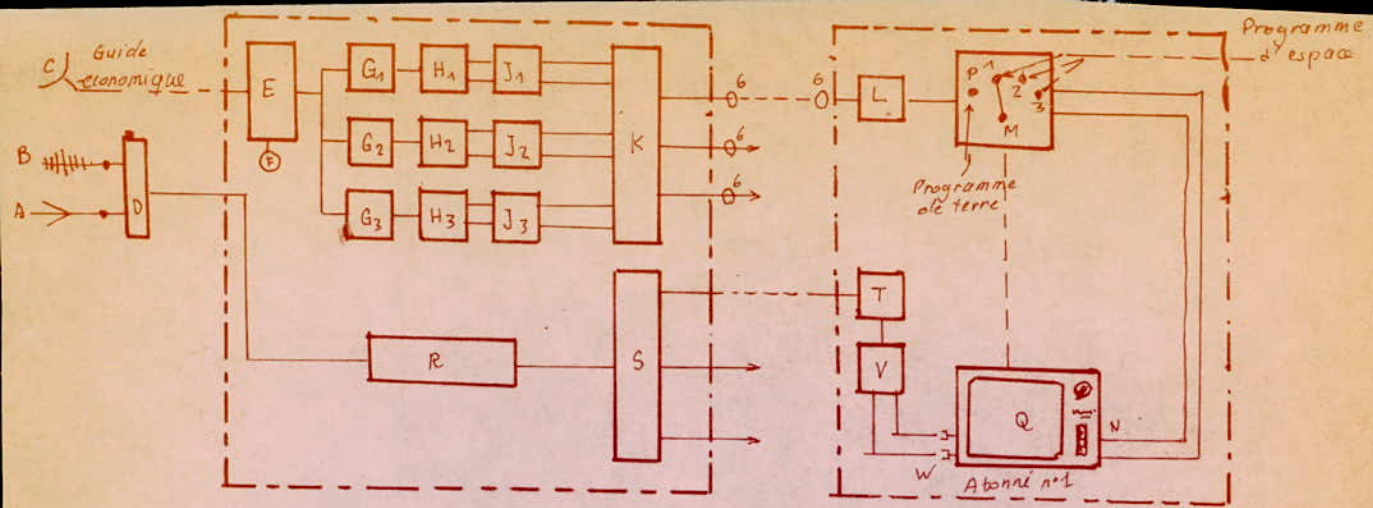 Programme
d'espace
Guide
economique
C
E
F
G1
H1
J1
G2
H2
J2
G3
H3
J3
K
6
6
6
6
L
P
1
2
3
M
Programme
de terre
B
A
D
R
S
T
V
W
Q
N
Abonné n°1